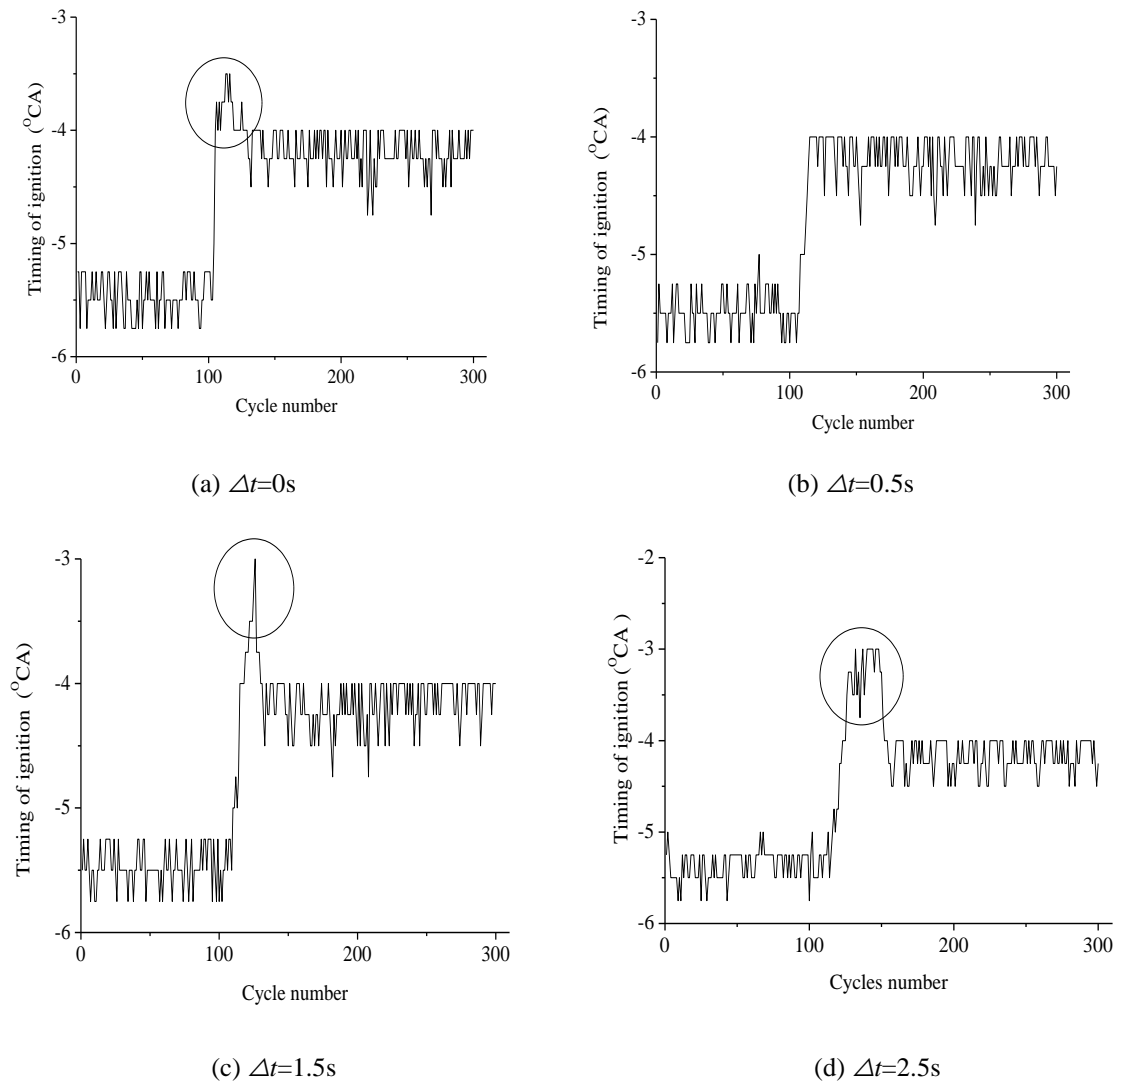 -3
-4
-5
-6
0
100
200
300
Timing of ignition (°CA)
Cycle number
(a) △t=0s
-3
-4
-5
-6
0
100
200
300
Timing of ignition (°CA)
Cycle number
(b) △t=0.5s
-3
-4
-5
-6
0
100
200
300
Timing of ignition (°CA)
Cycle number
(c) △t=1.5s
-2
-3
-4
-5
-6
0
100
200
300
Timing of ignition (°CA )
Cycles number
(d) △t=2.5s